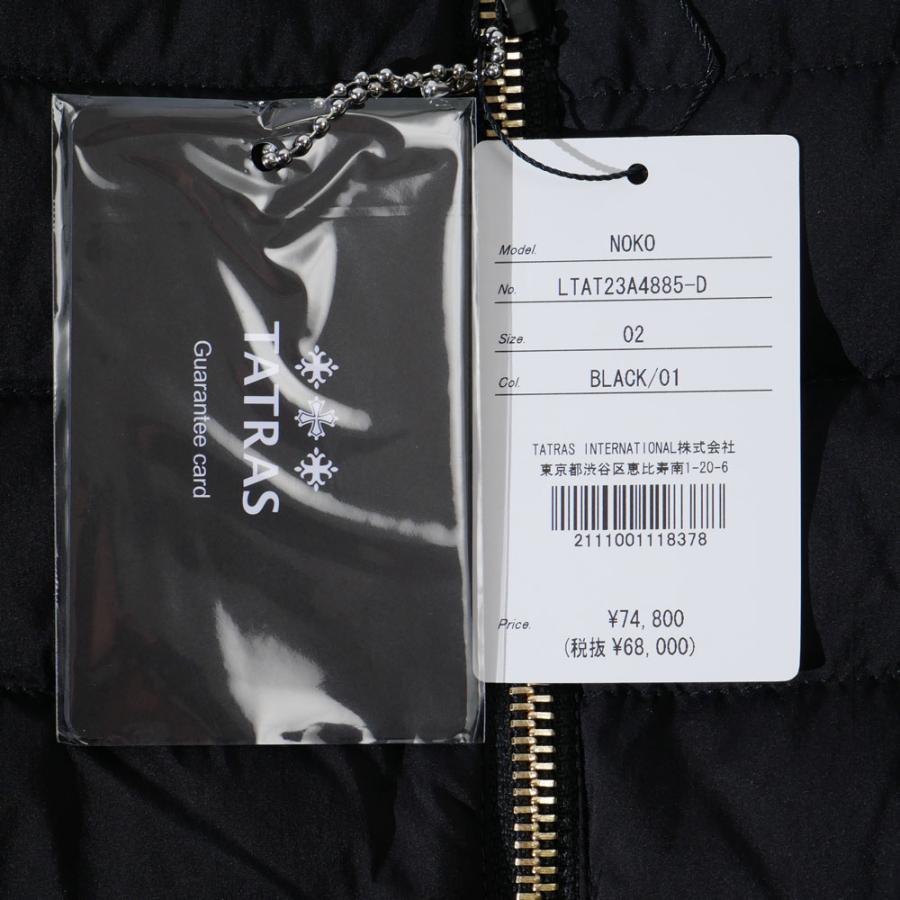 TATRAS
Guarantee card
Model. NOKO
No. LTAT23A4885-D
Size. 02
Col. BLACK/01
TATRAS INTERNATIONAL株式会社
東京都渋谷区恵比寿南1-20-6
2111001118378
Price. ¥74,800
(税抜 ¥68,000)